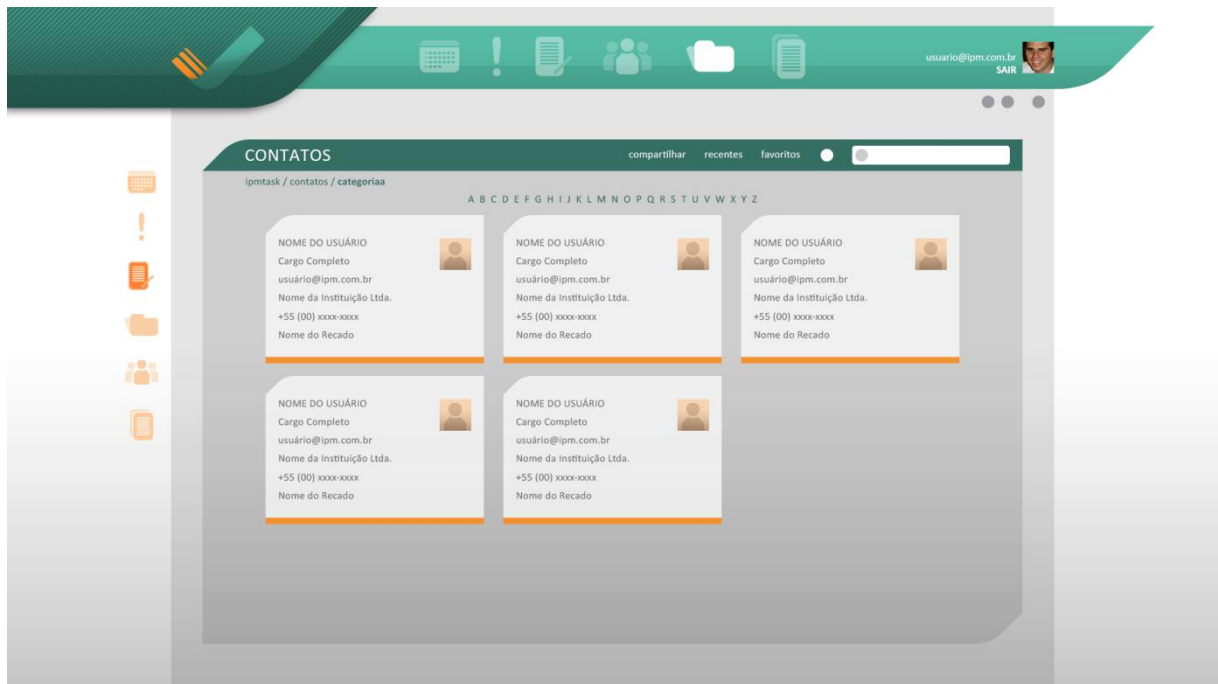 usuario@ipm.com.br
SAIR
CONTATOS
compartilhar recentes favoritos
ipmtask / contatos / categoriaa
A B C D E F G H I J K L M N O P Q R S T U V W X Y Z
NOME DO USUÁRIO
Cargo Completo
usuário@ipm.com.br
Nome da Instituição Ltda.
+55 (00) xxxx-xxxx
Nome do Recado
NOME DO USUÁRIO
Cargo Completo
usuário@ipm.com.br
Nome da Instituição Ltda.
+55 (00) xxxx-xxxx
Nome do Recado
NOME DO USUÁRIO
Cargo Completo
usuário@ipm.com.br
Nome da Instituição Ltda.
+55 (00) xxxx-xxxx
Nome do Recado
NOME DO USUÁRIO
Cargo Completo
usuário@ipm.com.br
Nome da Instituição Ltda.
+55 (00) xxxx-xxxx
Nome do Recado
NOME DO USUÁRIO
Cargo Completo
usuário@ipm.com.br
Nome da Instituição Ltda.
+55 (00) xxxx-xxxx
Nome do Recado